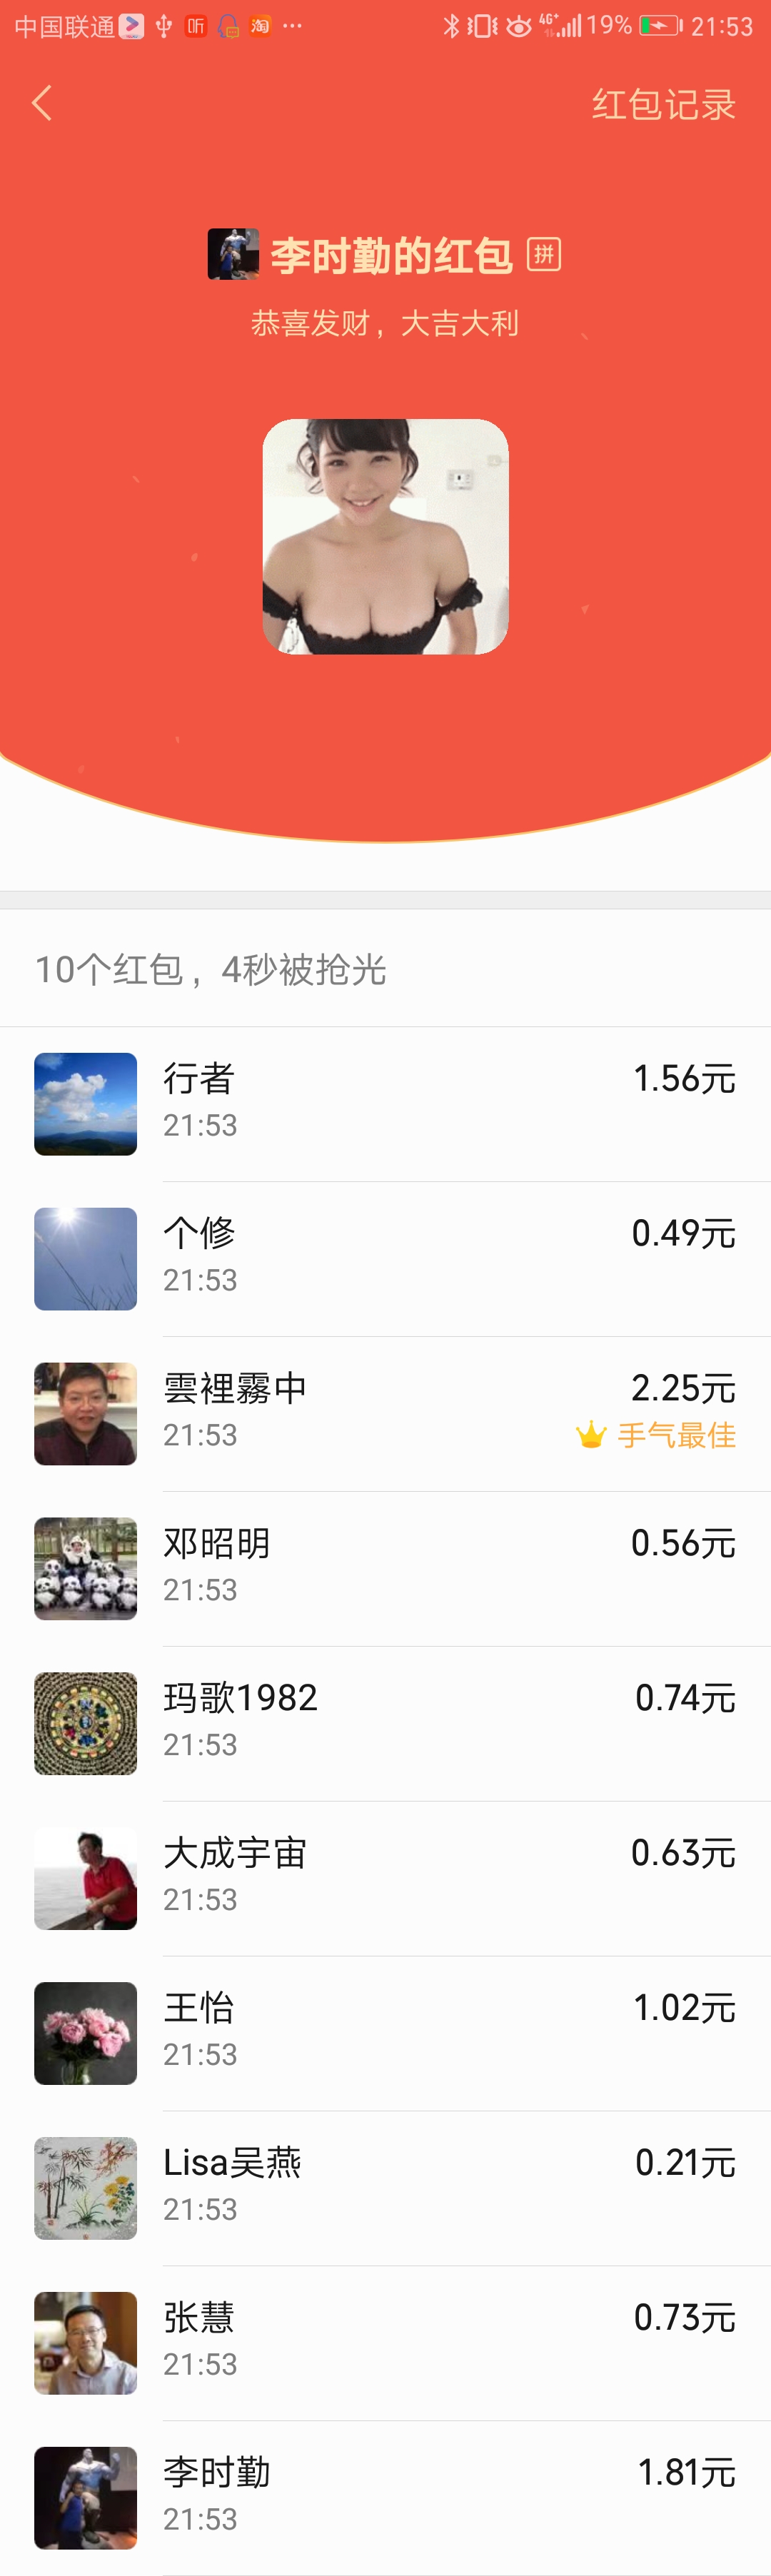 中国联通 听 淘 ... 4G+ 19% 21:53
红包记录
李时勤的红包 拼
恭喜发财，大吉大利
10个红包，4秒被抢光
行者 1.56元
21:53
个修 0.49元
21:53
雲裡霧中 2.25元
21:53 手气最佳
邓昭明 0.56元
21:53
玛歌1982 0.74元
21:53
大成宇宙 0.63元
21:53
王怡 1.02元
21:53
Lisa吴燕 0.21元
21:53
张慧 0.73元
21:53
李时勤 1.81元
21:53